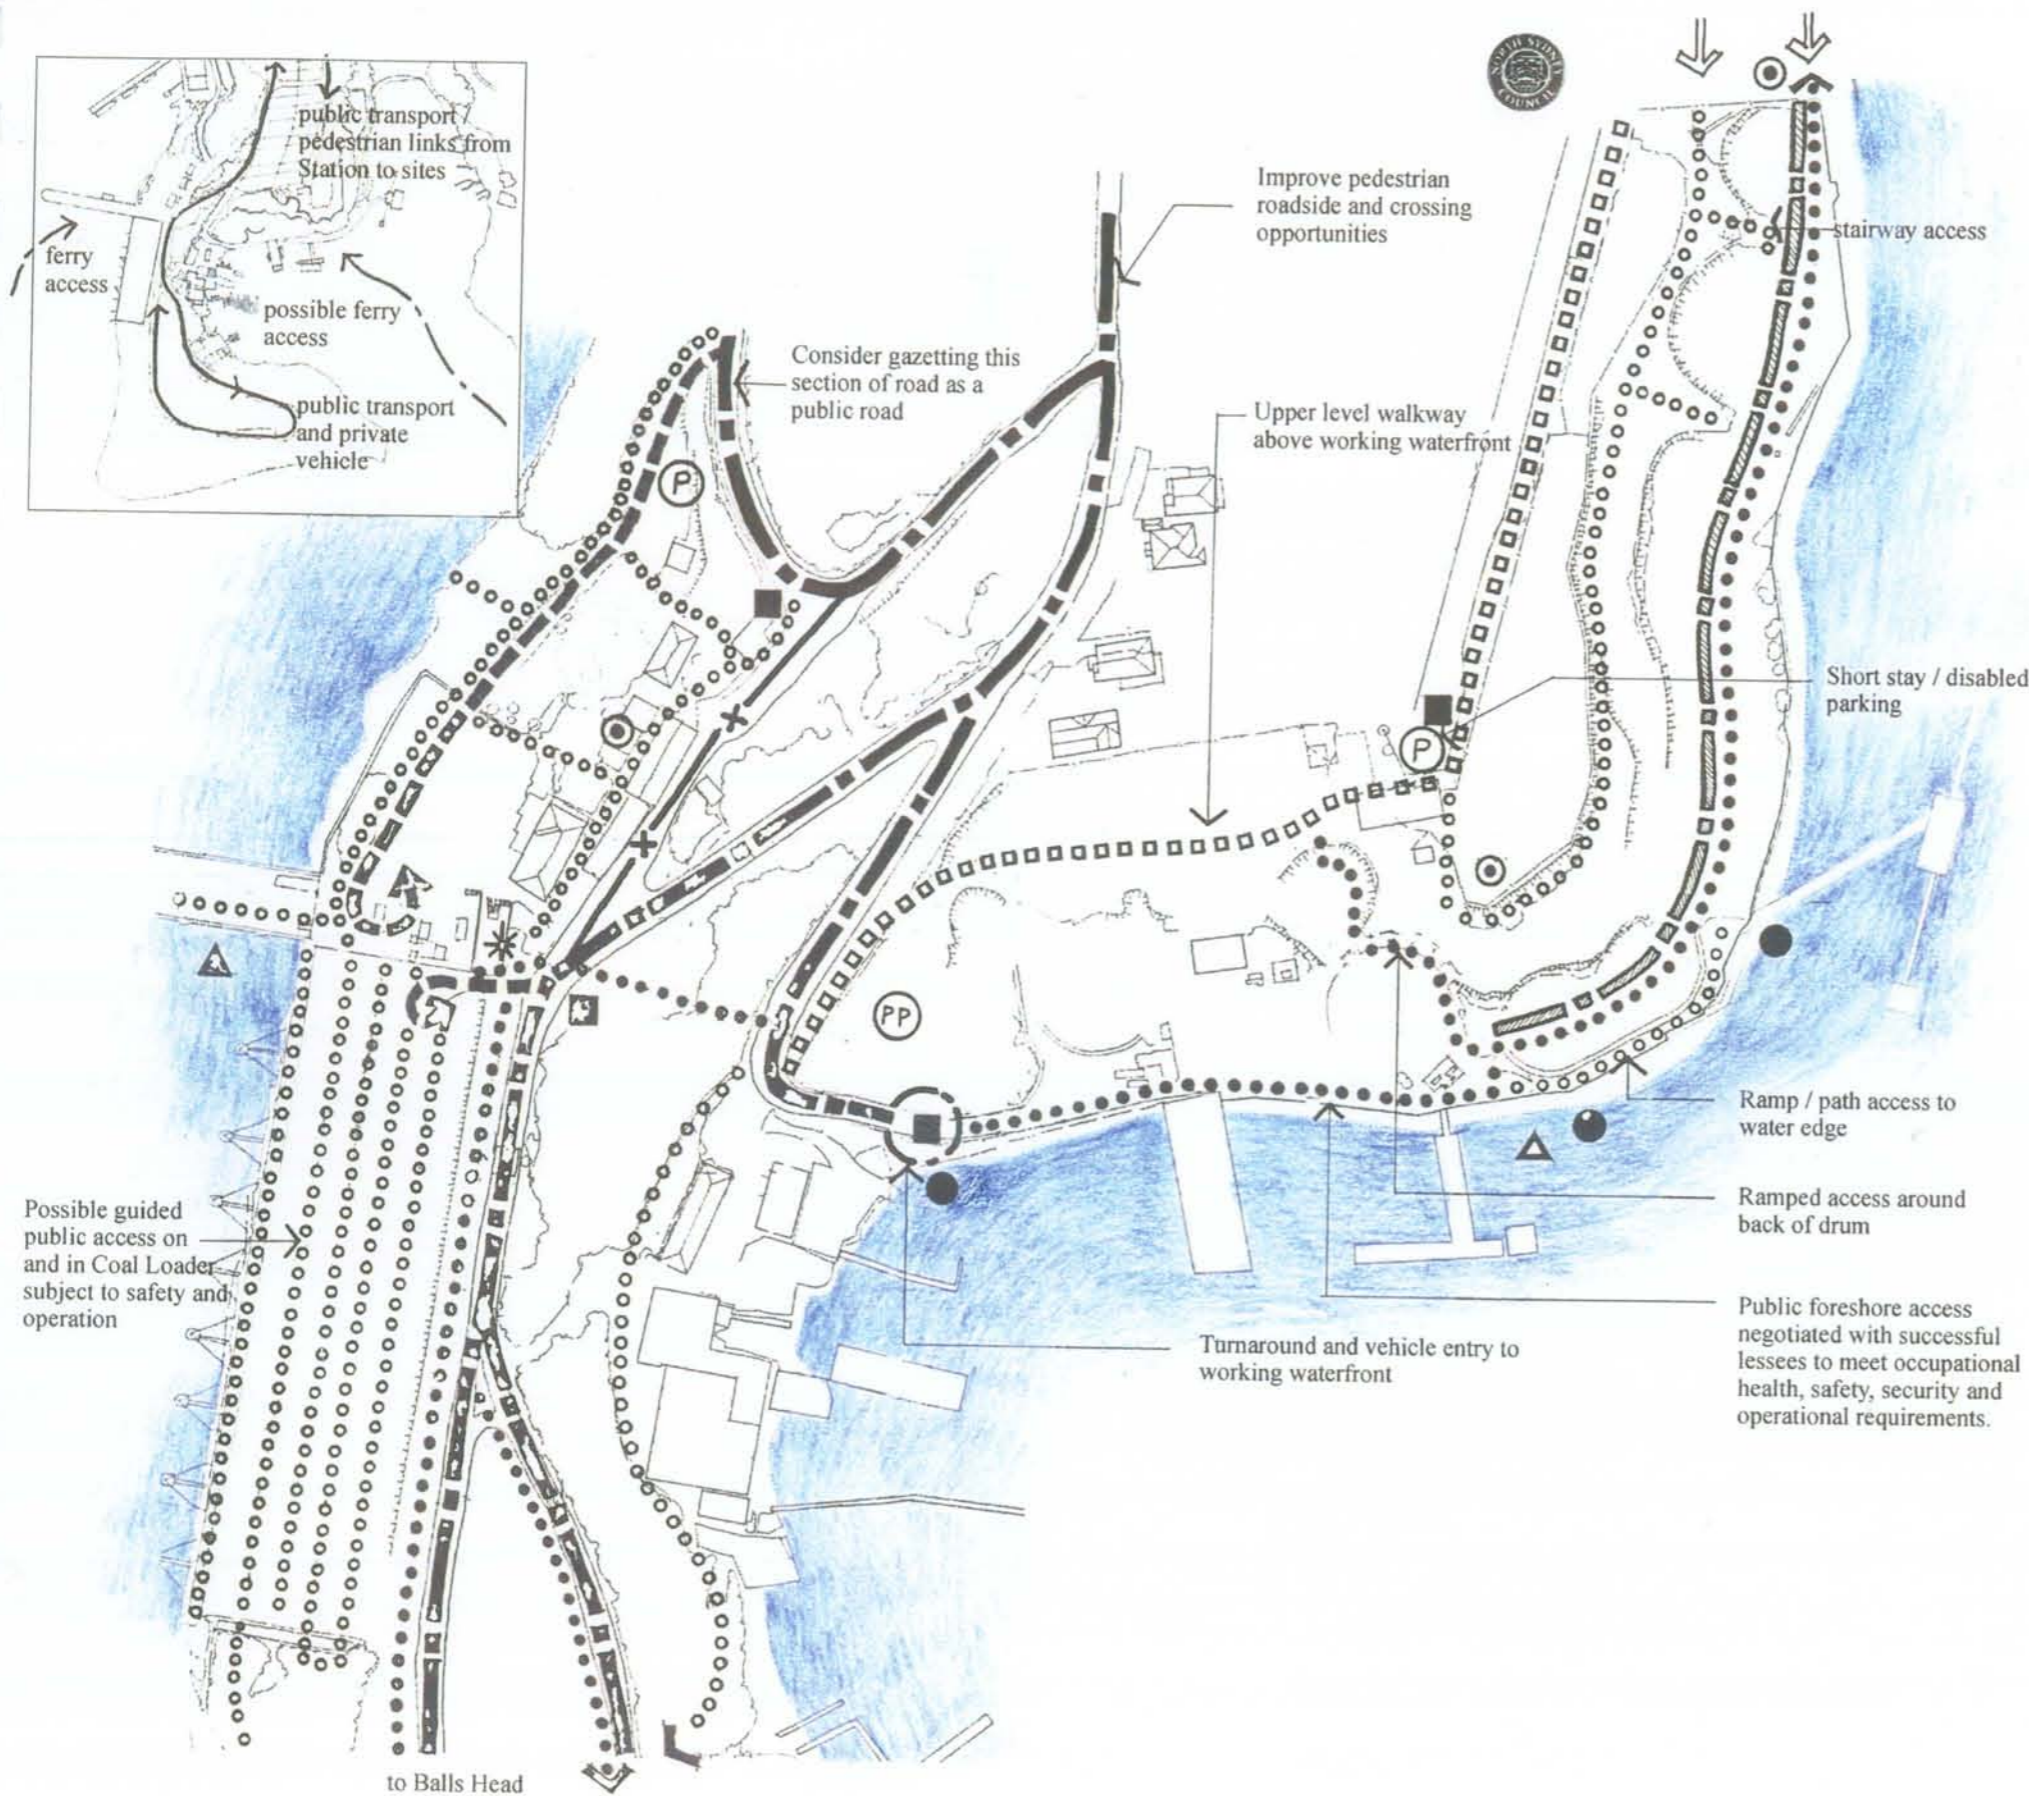 NORTH SYDNEY
COUNCIL
public transport /
pedestrian links from
Station to sites
ferry
access
possible ferry
access
public transport
and private
vehicle
Improve pedestrian
roadside and crossing
opportunities
stairway access
Consider gazetting this
section of road as a
public road
Upper level walkway
above working waterfront
P
Short stay / disabled
parking
P
PP
Ramp / path access to
water edge
Ramped access around
back of drum
Possible guided
public access on
and in Coal Loader
subject to safety and
operation
Public foreshore access
negotiated with successful
lessees to meet occupational
health, safety, security and
operational requirements.
Turnaround and vehicle entry to
working waterfront
to Balls Head